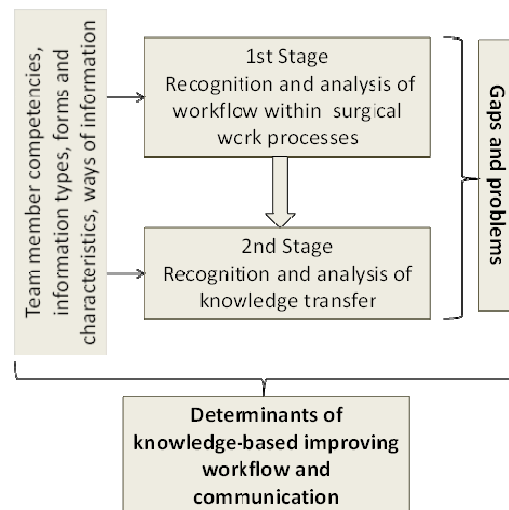 Team member competencies,
information types, forms and
characteristics, ways of information
1st Stage
Recognition and analysis of
workflow within surgical
work processes
2nd Stage
Recognition and analysis of
knowledge transfer
Gaps and problems
Determinants of
knowledge-based improving
workflow and
communication